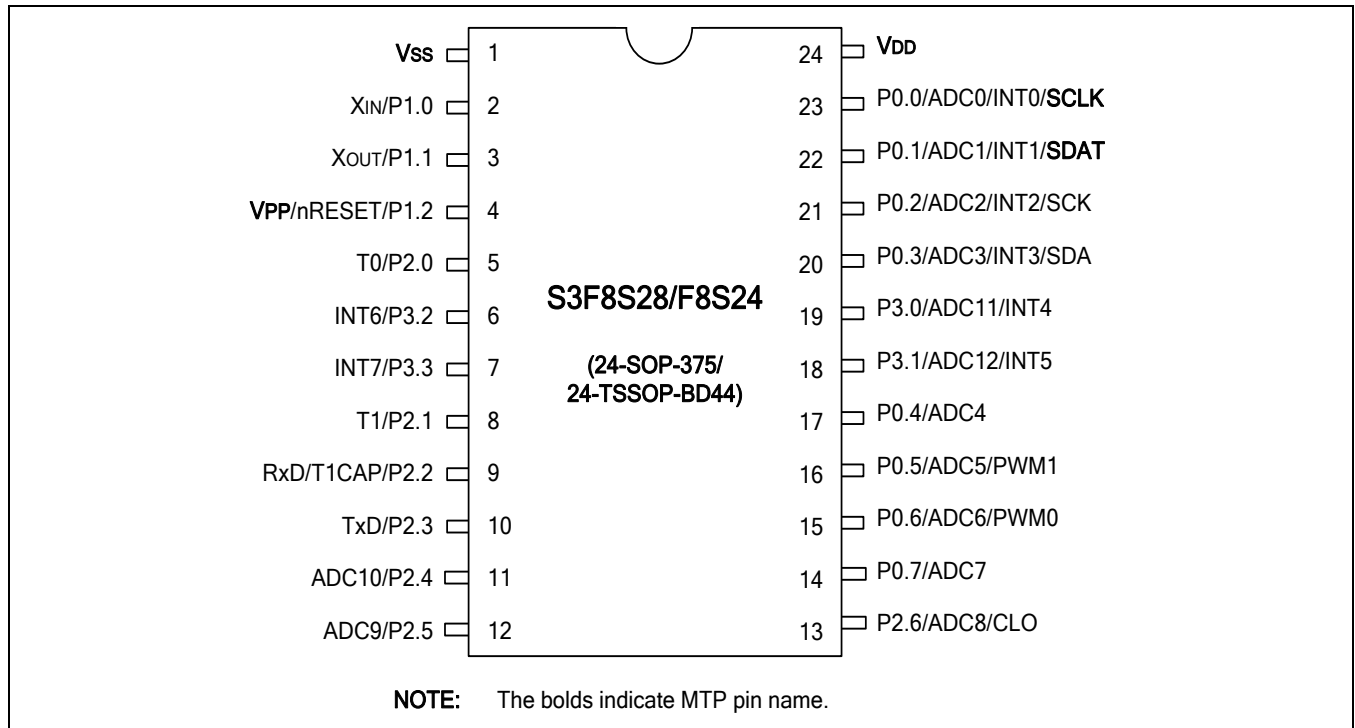 Vss 1 24 VDD
XIN/P1.0 2 23 P0.0/ADC0/INT0/SCLK
XOUT/P1.1 3 22 P0.1/ADC1/INT1/SDAT
VPP/nRESET/P1.2 4 21 P0.2/ADC2/INT2/SCK
T0/P2.0 5 20 P0.3/ADC3/INT3/SDA
S3F8S28/F8S24
INT6/P3.2 6 19 P3.0/ADC11/INT4
INT7/P3.3 7 (24-SOP-375/ 18 P3.1/ADC12/INT5
24-TSSOP-BD44)
T1/P2.1 8 17 P0.4/ADC4
RxD/T1CAP/P2.2 9 16 P0.5/ADC5/PWM1
TxD/P2.3 10 15 P0.6/ADC6/PWM0
ADC10/P2.4 11 14 P0.7/ADC7
ADC9/P2.5 12 13 P2.6/ADC8/CLO
NOTE: The bolds indicate MTP pin name.